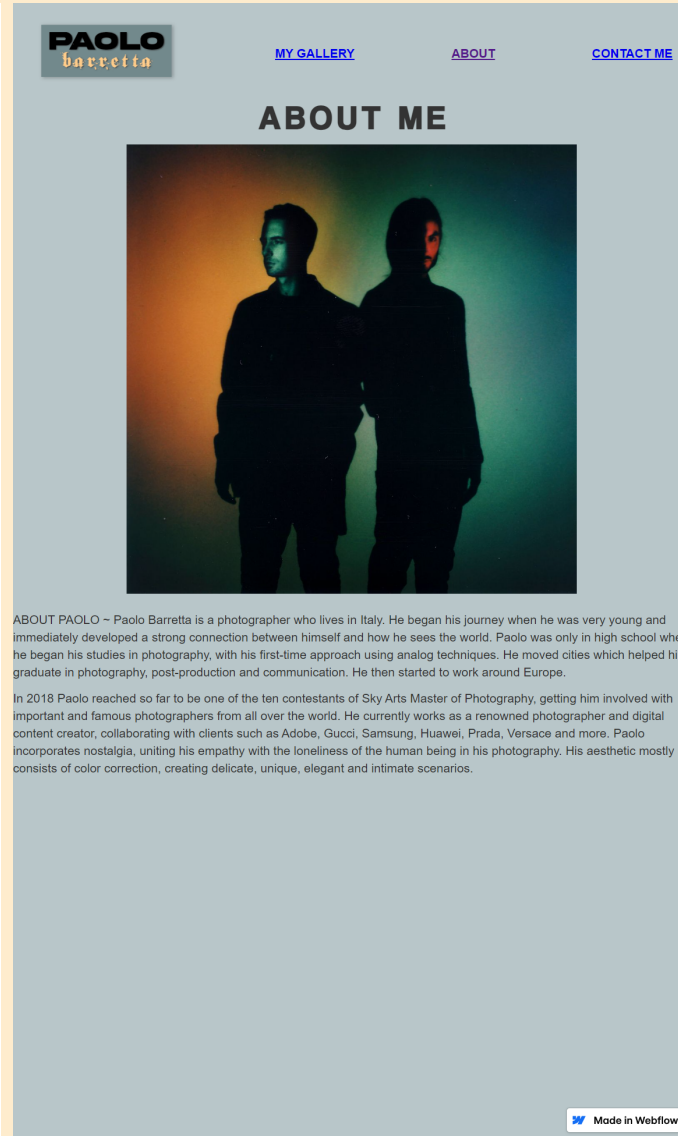 PAOLO
barretta
MY GALLERY
ABOUT
CONTACT ME
ABOUT ME
ABOUT PAOLO ~ Paolo Barretta is a photographer who lives in Italy. He began his journey when he was very young and
immediately developed a strong connection between himself and how he sees the world. Paolo was only in high school whe
he began his studies in photography, with his first-time approach using analog techniques. He moved cities which helped hi
graduate in photography, post-production and communication. He then started to work around Europe.
In 2018 Paolo reached so far to be one of the ten contestants of Sky Arts Master of Photography, getting him involved with
important and famous photographers from all over the world. He currently works as a renowned photographer and digital
content creator, collaborating with clients such as Adobe, Gucci, Samsung, Huawei, Prada, Versace and more. Paolo
incorporates nostalgia, uniting his empathy with the loneliness of the human being in his photography. His aesthetic mostly
consists of color correction, creating delicate, unique, elegant and intimate scenarios.
Made in Webflow